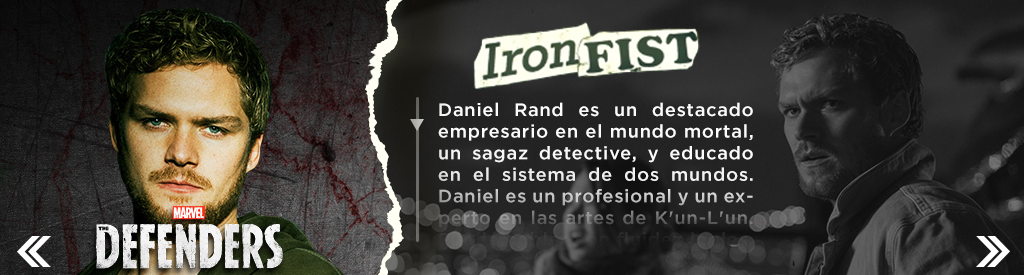 MARVEL
THE DEFENDERS
Iron FIST
Daniel Rand es un destacado
empresario en el mundo mortal,
un sagaz detective, y educado
en el sistema de dos mundos.
Daniel es un profesional y un ex-
perto en las artes de K'un-L'un.